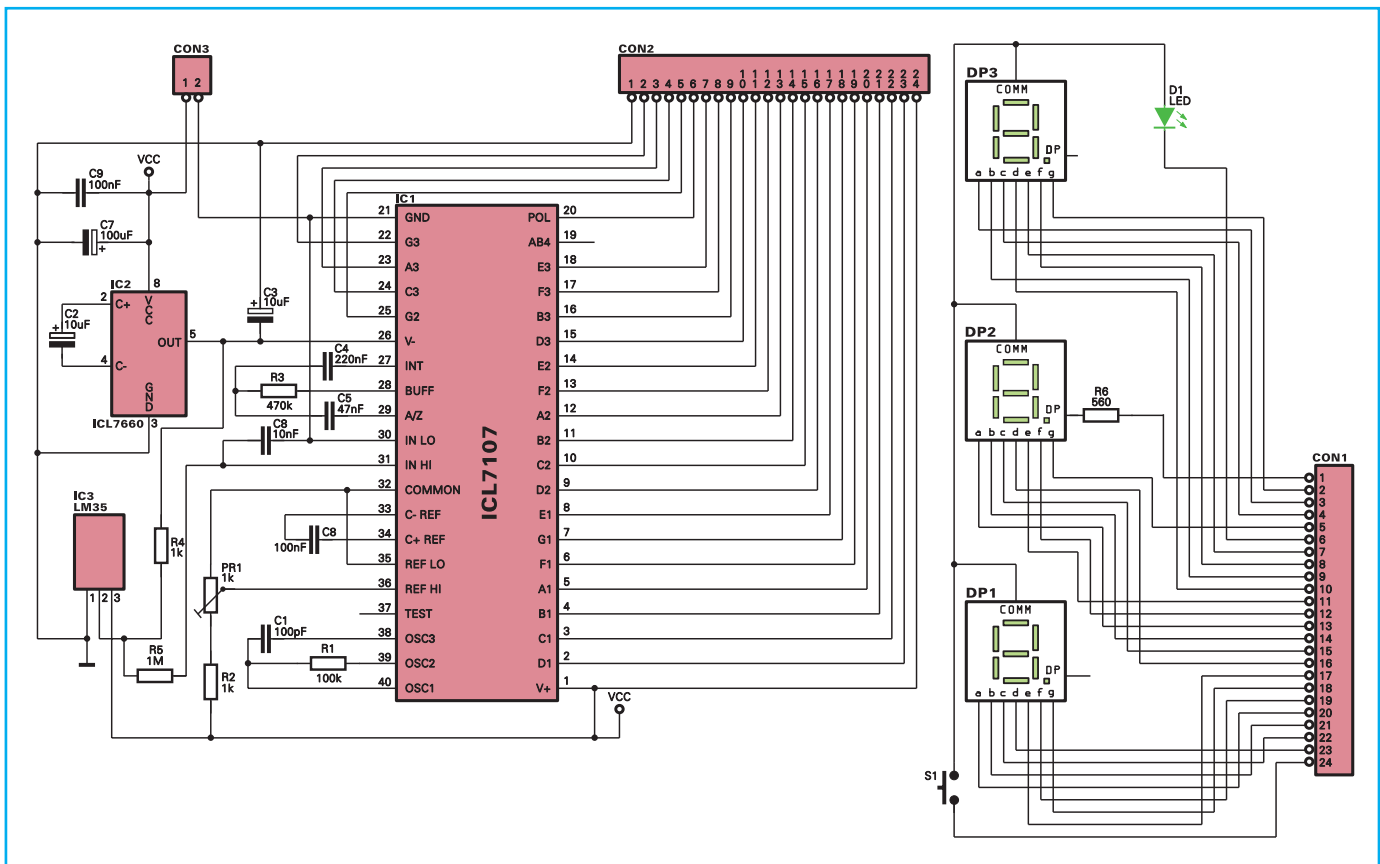 CON3
1 2
VCC
C9
100nF
C7
100uF
+
IC2
8
2
C+
VCC
C2
10uF
+
OUT
5
4
C-
GND
ICL7660
3
C3
10uF
+
IC3
LM35
1 2 3
R4
1k
R5
1M
PR1
1k
R2
1k
C4
220nF
R3
470k
C5
47nF
C8
10nF
100nF
C8
C1
100pF
R1
100k
IC1
ICL7107
21 GND
22 G3
23 A3
24 C3
25 G2
26 V-
27 INT
28 BUFF
29 A/Z
30 IN LO
31 IN HI
32 COMMON
33 C- REF
34 C+ REF
35 REF LO
36 REF HI
37 TEST
38 OSC3
39 OSC2
40 OSC1
POL 20
AB4 19
E3 18
F3 17
B3 16
D3 15
E2 14
F2 13
A2 12
B2 11
C2 10
D2 9
E1 8
G1 7
F1 6
A1 5
B1 4
C1 3
D1 2
V+ 1
VCC
CON2
1 2 3 4 5 6 7 8 9 10 11 12 13 14 15 16 17 18 19 20 21 22 23 24
DP3
COMM
DP
a b c d e f g
D1
LED
DP2
COMM
DP
a b c d e f g
R6
560
DP1
COMM
DP
a b c d e f g
S1
CON1
1
2
3
4
5
6
7
8
9
10
11
12
13
14
15
16
17
18
19
20
21
22
23
24